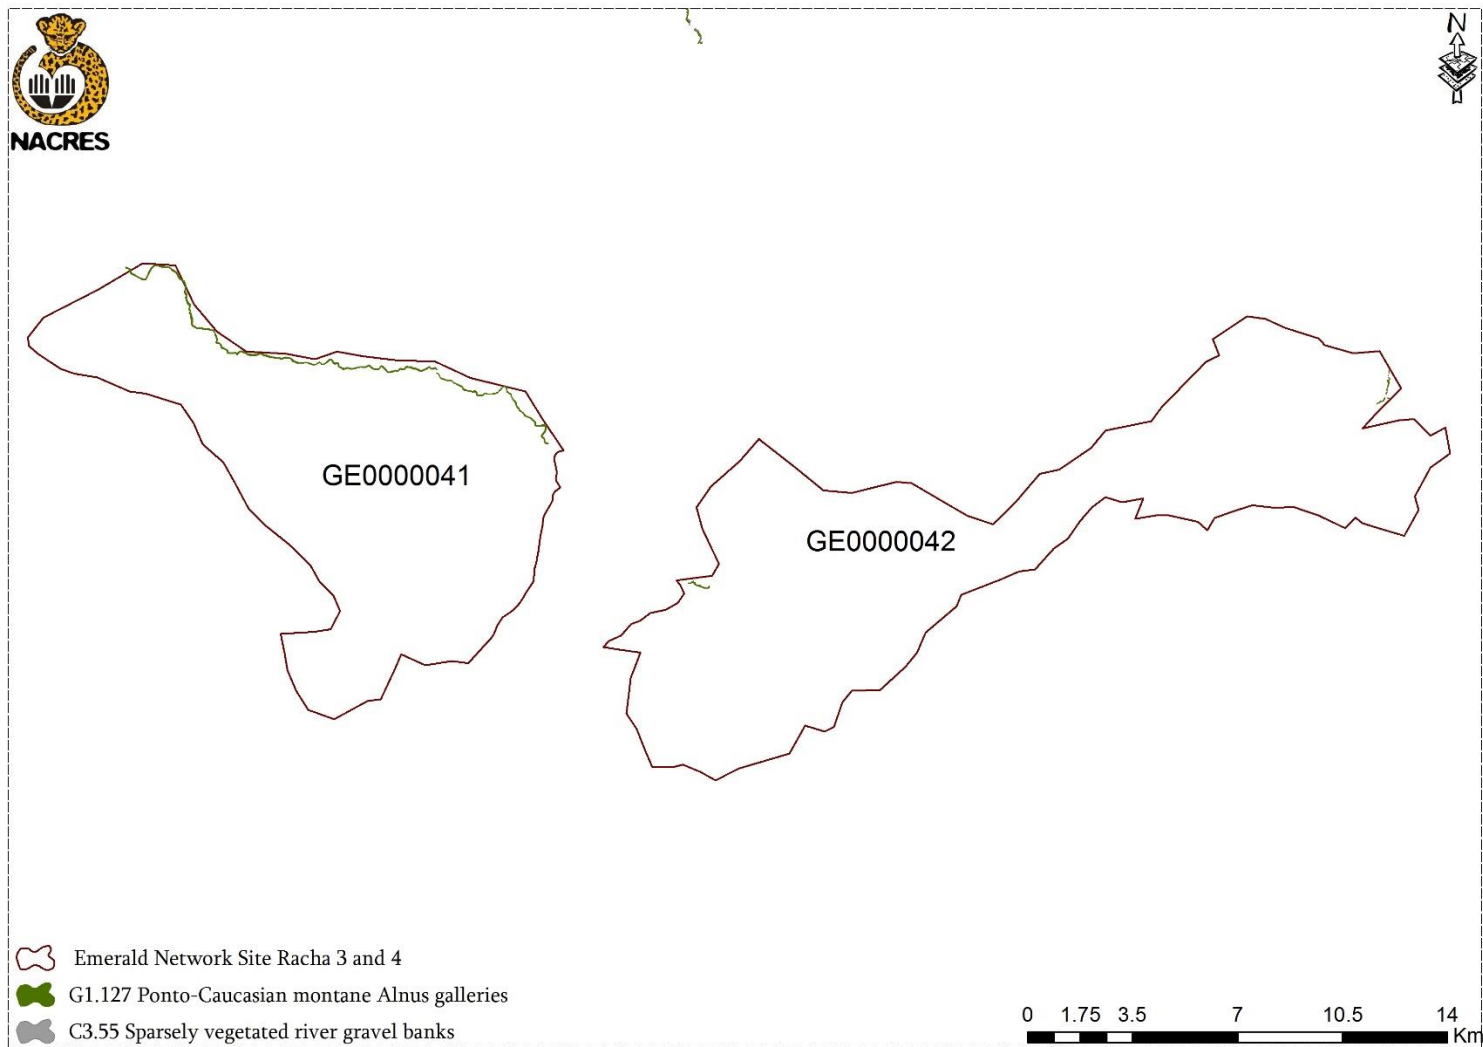 NACRES
N
GE0000041
GE0000042
Emerald Network Site Racha 3 and 4
G1.127 Ponto-Caucasian montane Alnus galleries
C3.55 Sparsely vegetated river gravel banks
0 1.75 3.5 7 10.5 14
Km